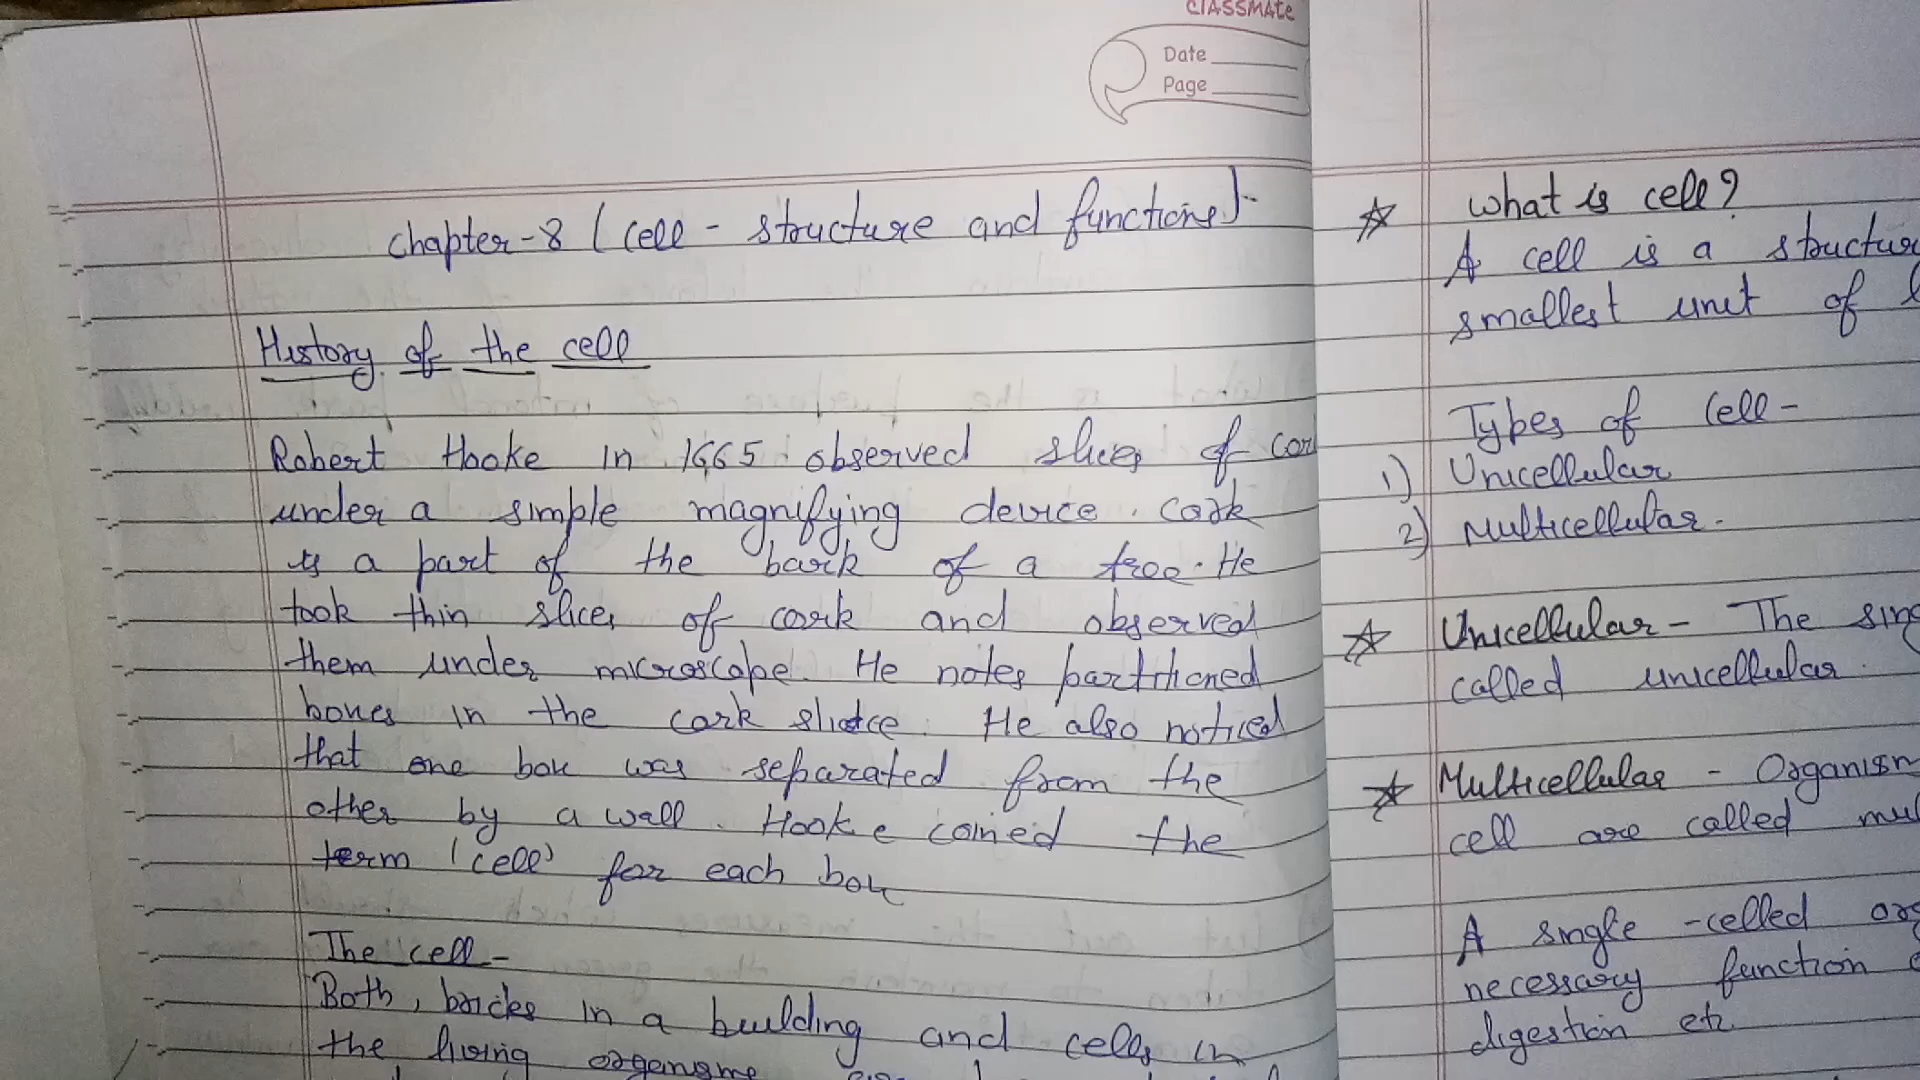 classmate
Date
Page
chapter-8 (cell - structure and functions)-
History of the cell
Robert Hooke in 1665 observed slices of cor
under a simple magnifying device. cork
is a part of the bark of a tree. He
took thin slices of cork and observed
them under microscope. He notes partitioned
boxes in the cork slice. He also noticed
that one box was separated from the
other by a wall. Hooke coined the
term 'cell' for each box
The cell-
Both, bricks in a building and cells in
the living organisms
What is cell?
A cell is a structur
smallest unit of l
Types of cell-
1) Unicellular
2) Multicellular.
Unicellular - The sing
called unicellular.
Multicellular - Organism
cell are called mul
A single -celled org
necessary function
digestion etc